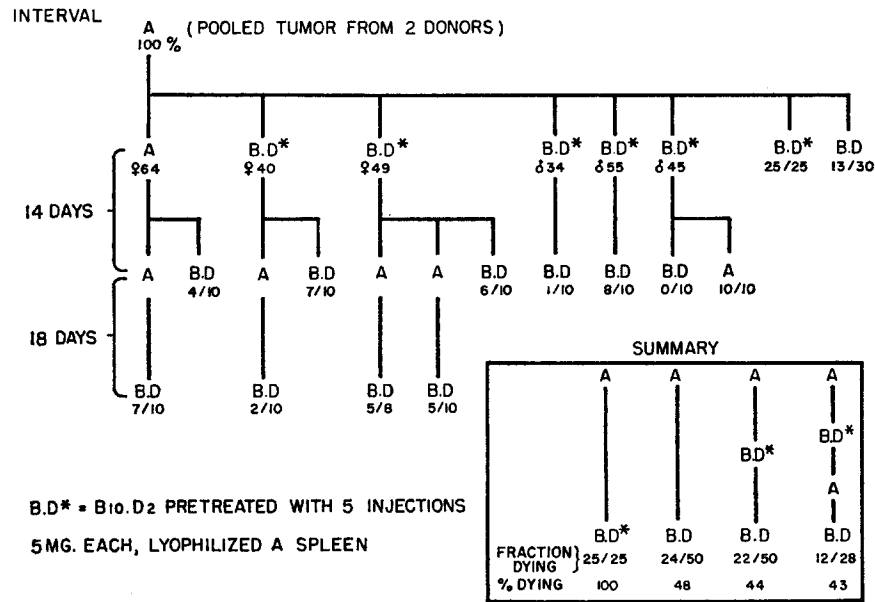 INTERVAL
A (POOLED TUMOR FROM 2 DONORS)
100 %
A B.D* B.D* B.D* B.D* B.D* B.D* B.D
♀64 ♀40 ♀49 ♂34 ♂55 ♂45 25/25 13/30
14 DAYS
A B.D A B.D A A B.D B.D B.D B.D A
4/10 7/10 6/10 1/10 8/10 0/10 10/10
18 DAYS
B.D B.D B.D B.D
7/10 2/10 5/8 5/10
SUMMARY
A A A A
B.D* B.D*
A
B.D* B.D B.D B.D
FRACTION DYING } 25/25 24/50 22/50 12/28
% DYING 100 48 44 43
B.D* = B10.D2 PRETREATED WITH 5 INJECTIONS
5 MG. EACH, LYOPHILIZED A SPLEEN